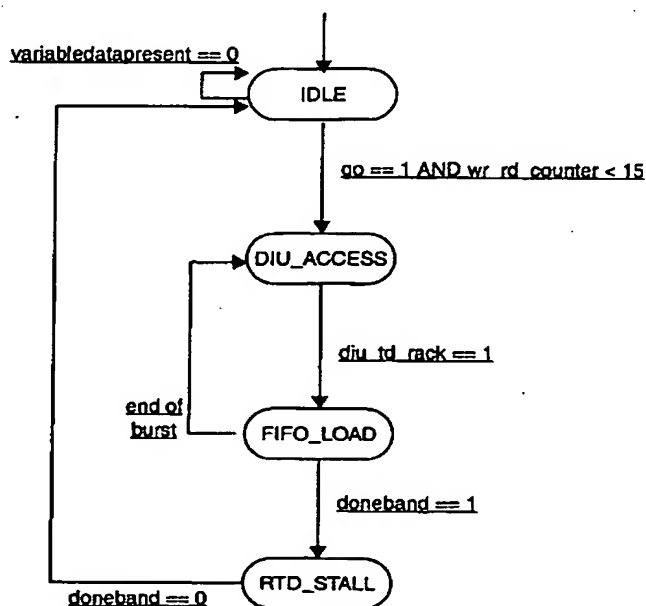 variabledatapresent == 0
IDLE
go == 1 AND wr_rd_counter < 15
DIU_ACCESS
diu_td_rack == 1
end of
burst
FIFO_LOAD
doneband == 1
RTD_STALL
doneband == 0